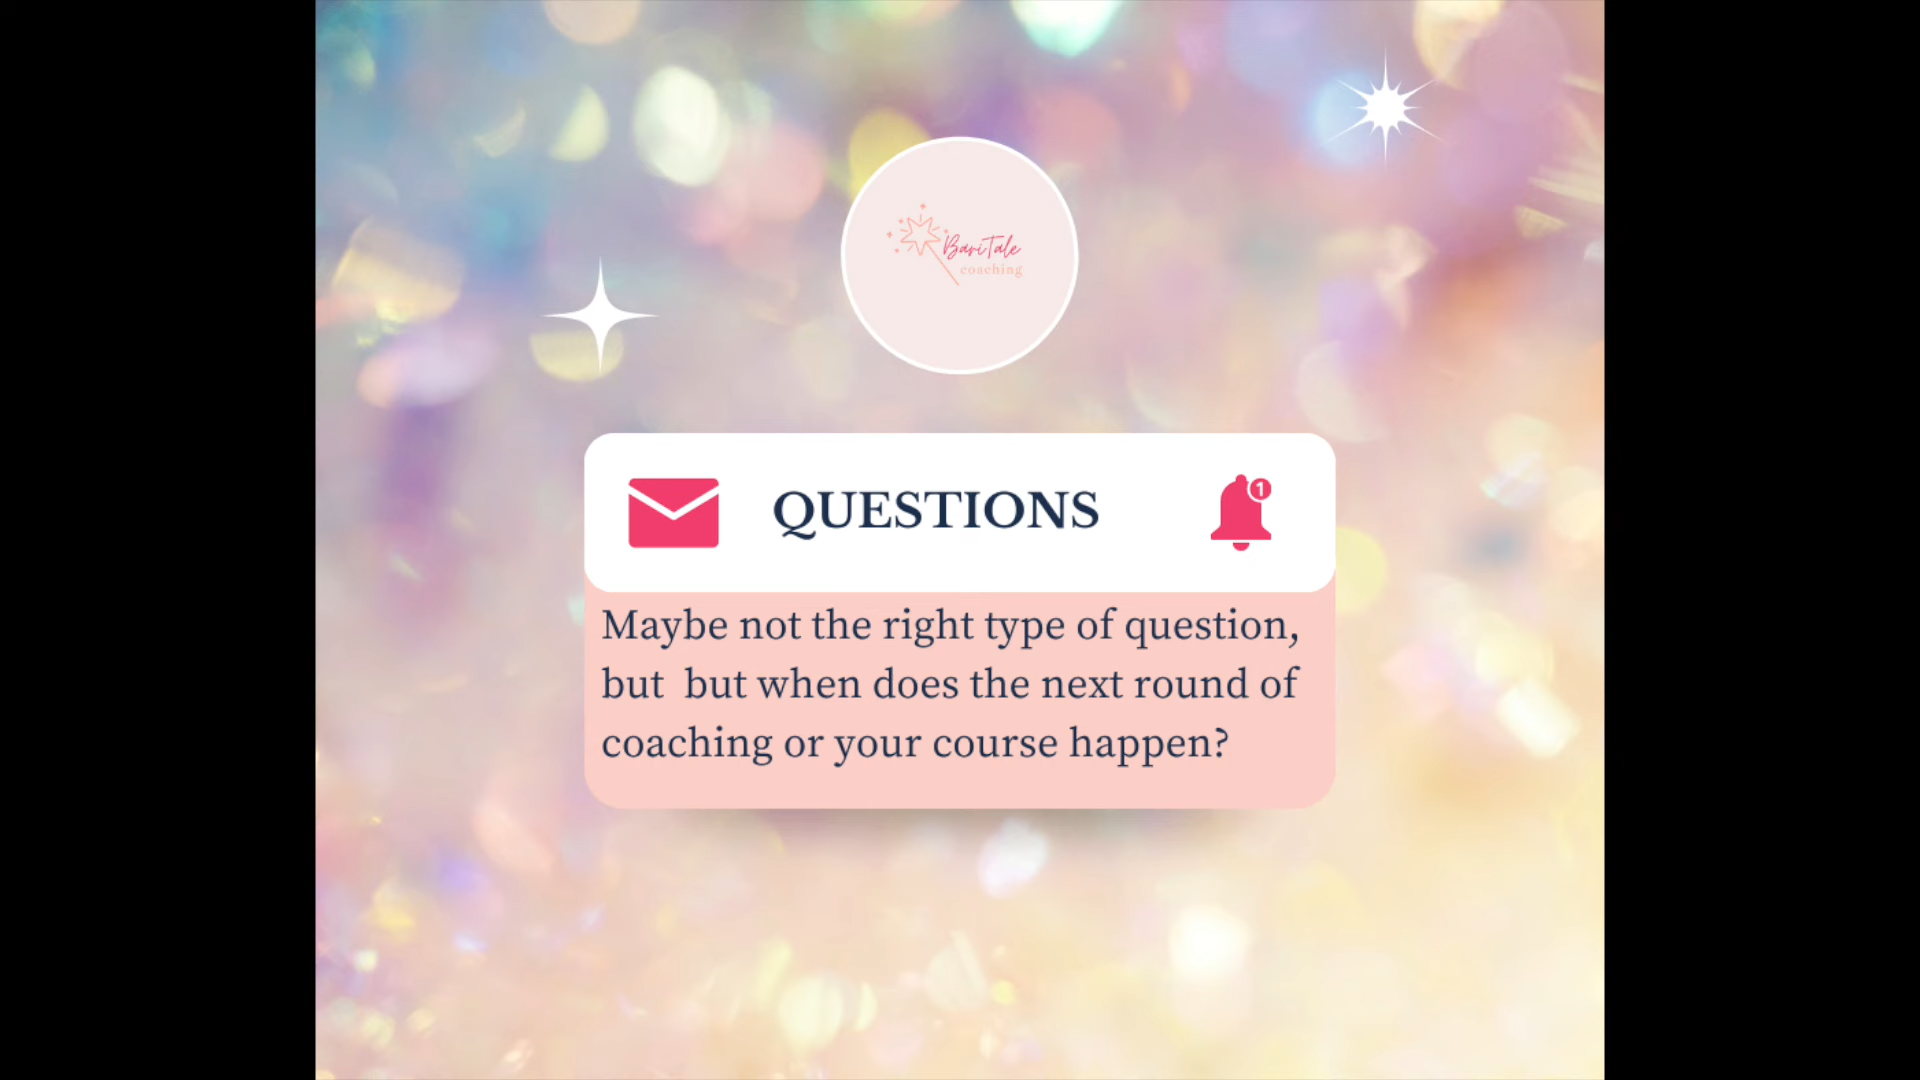 BariTale
coaching
QUESTIONS
1
Maybe not the right type of question,
but  but when does the next round of
coaching or your course happen?